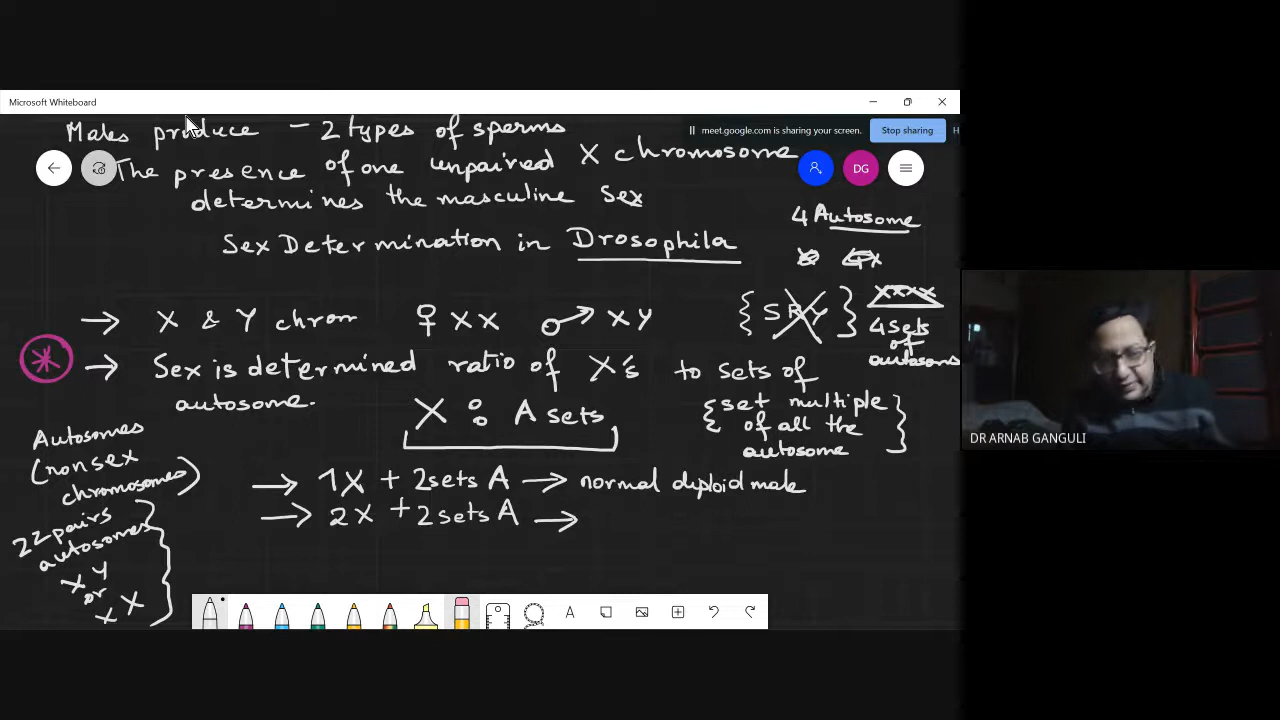 Microsoft Whiteboard
Males produce - 2 types of sperms
meet.google.com is sharing your screen.
Stop sharing
H
The presence of one unpaired X chromosome
determines the masculine sex
DG
4 Autosome
Sex Determination in Drosophila
4 sets
of
autosoms
{SRY}
→ X & Y chrom ♀ XX ♂ XY
→ Sex is determined ratio of X's to sets of
autosome.
X : A sets
{set multiple
of all the
autosome}
Autosomes
(nonsex
chromosomes)
22 pairs
autosomes
X Y
or
X X
→ 1X + 2 sets A → normal diploid male
→ 2X + 2 sets A →
A
DR ARNAB GANGULI